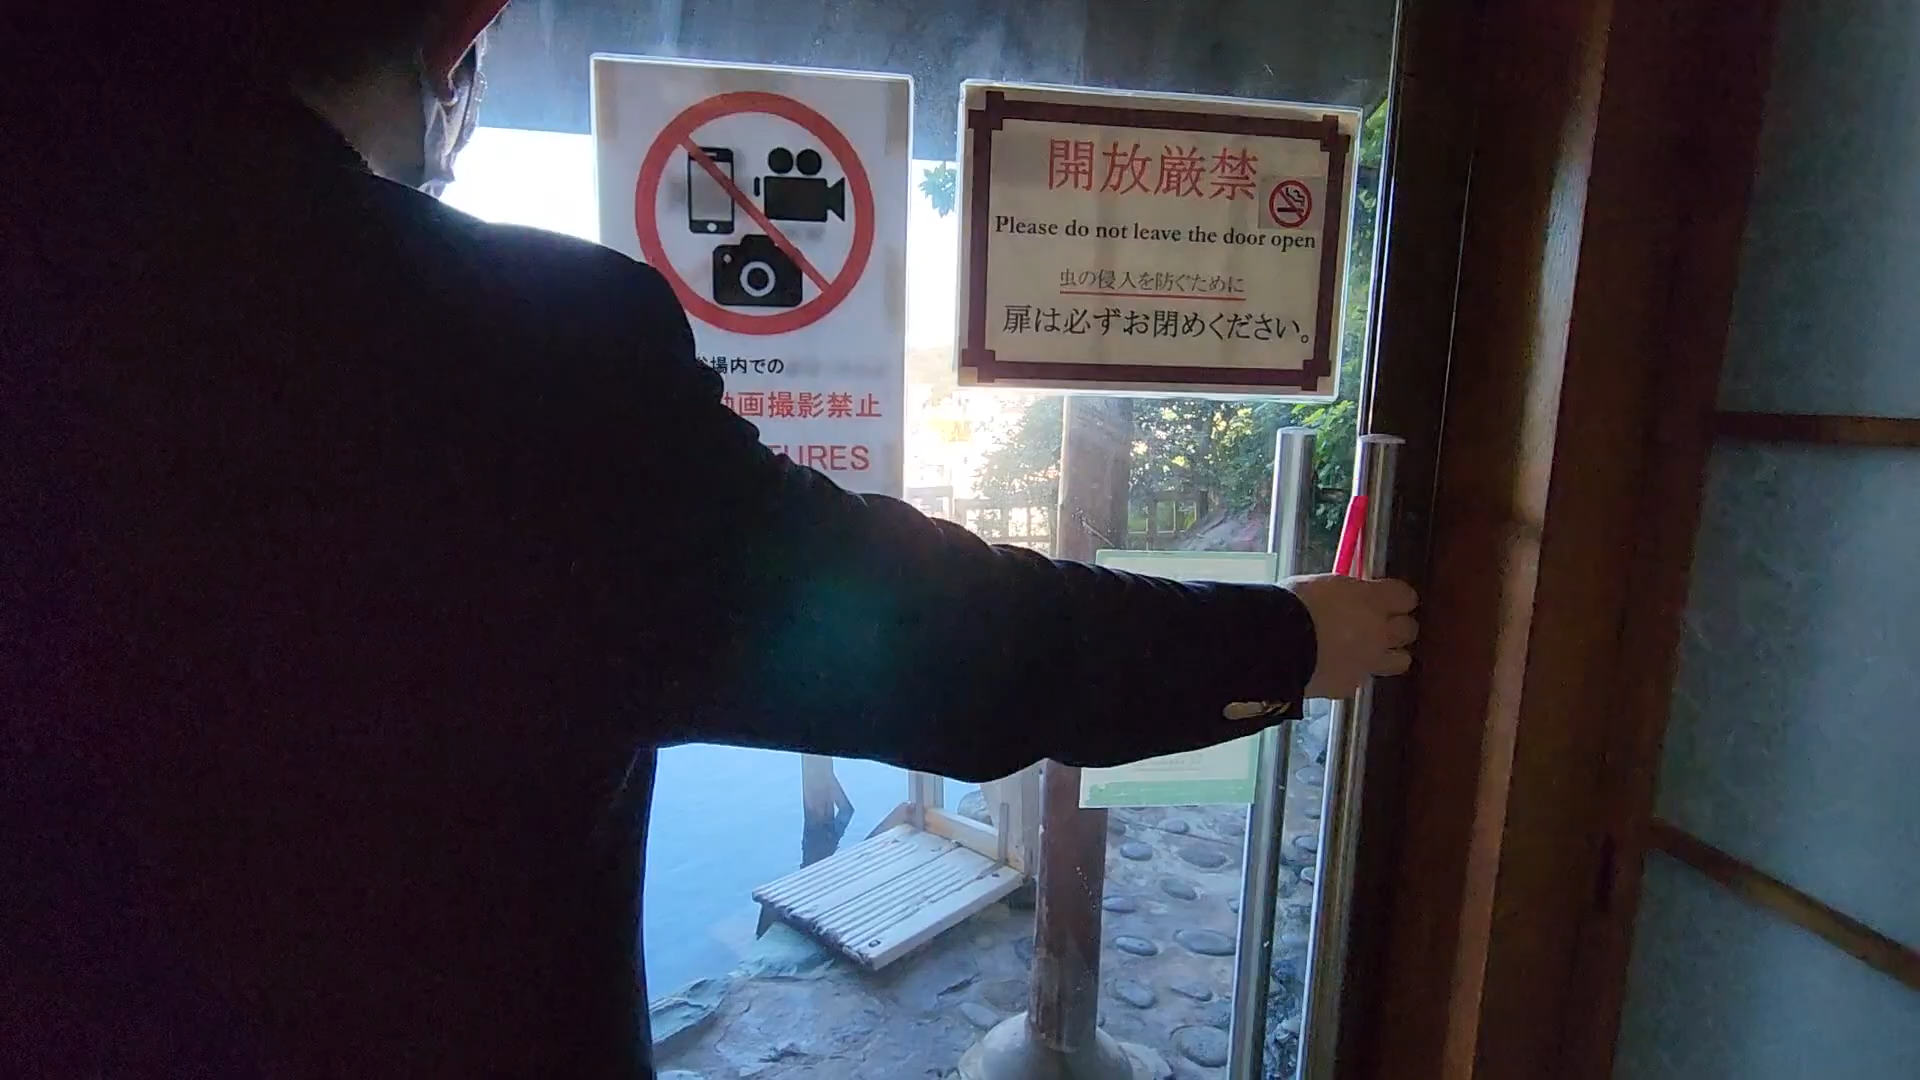 場内での
動画撮影禁止
TURES
開放厳禁
Please do not leave the door open
虫の侵入を防ぐために
扉は必ずお閉めください。